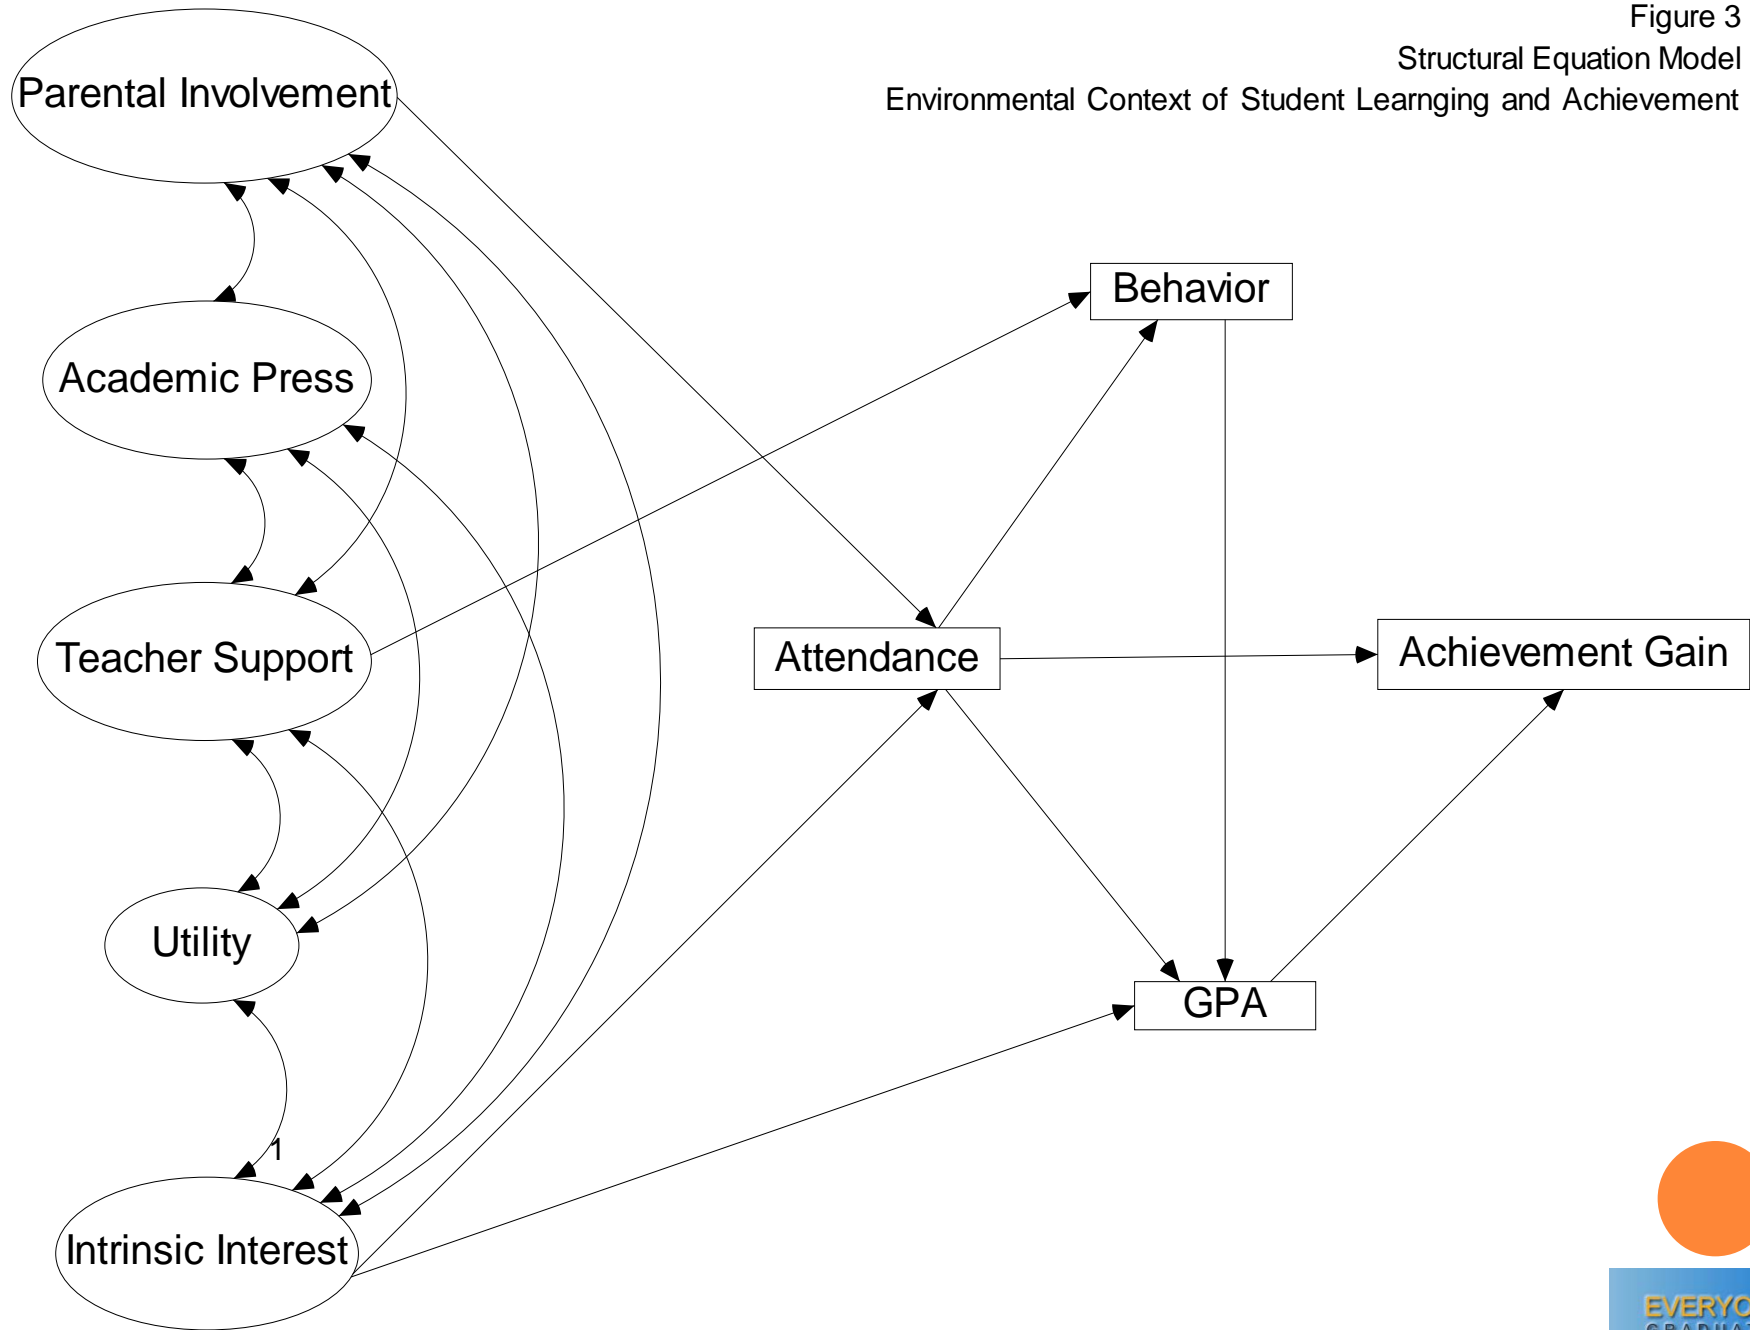 Figure 3
Structural Equation Model
Environmental Context of Student Learnging and Achievement
Parental Involvement
Behavior
Academic Press
Teacher Support
Attendance
Achievement Gain
Utility
GPA
1
Intrinsic Interest